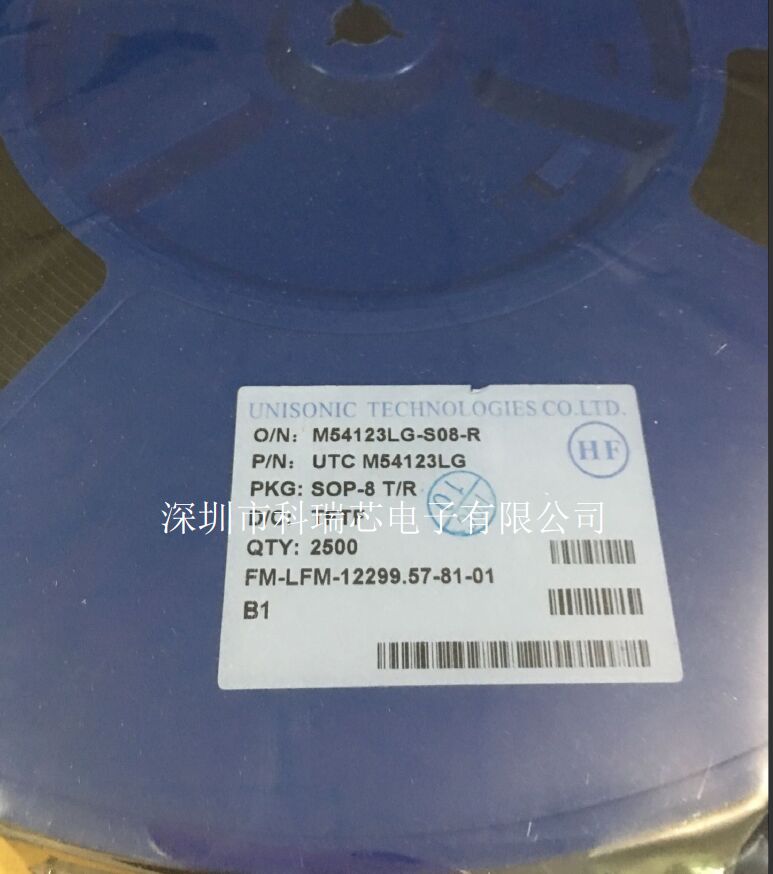 UNISONIC TECHNOLOGIES CO.LTD.
O/N: M54123LG-S08-R
P/N: UTC M54123LG
HF
PKG: SOP-8 T/R
深圳市科瑞芯电子有限公司
D/C:
QTY: 2500
FM-LFM-12299.57-81-01
B1